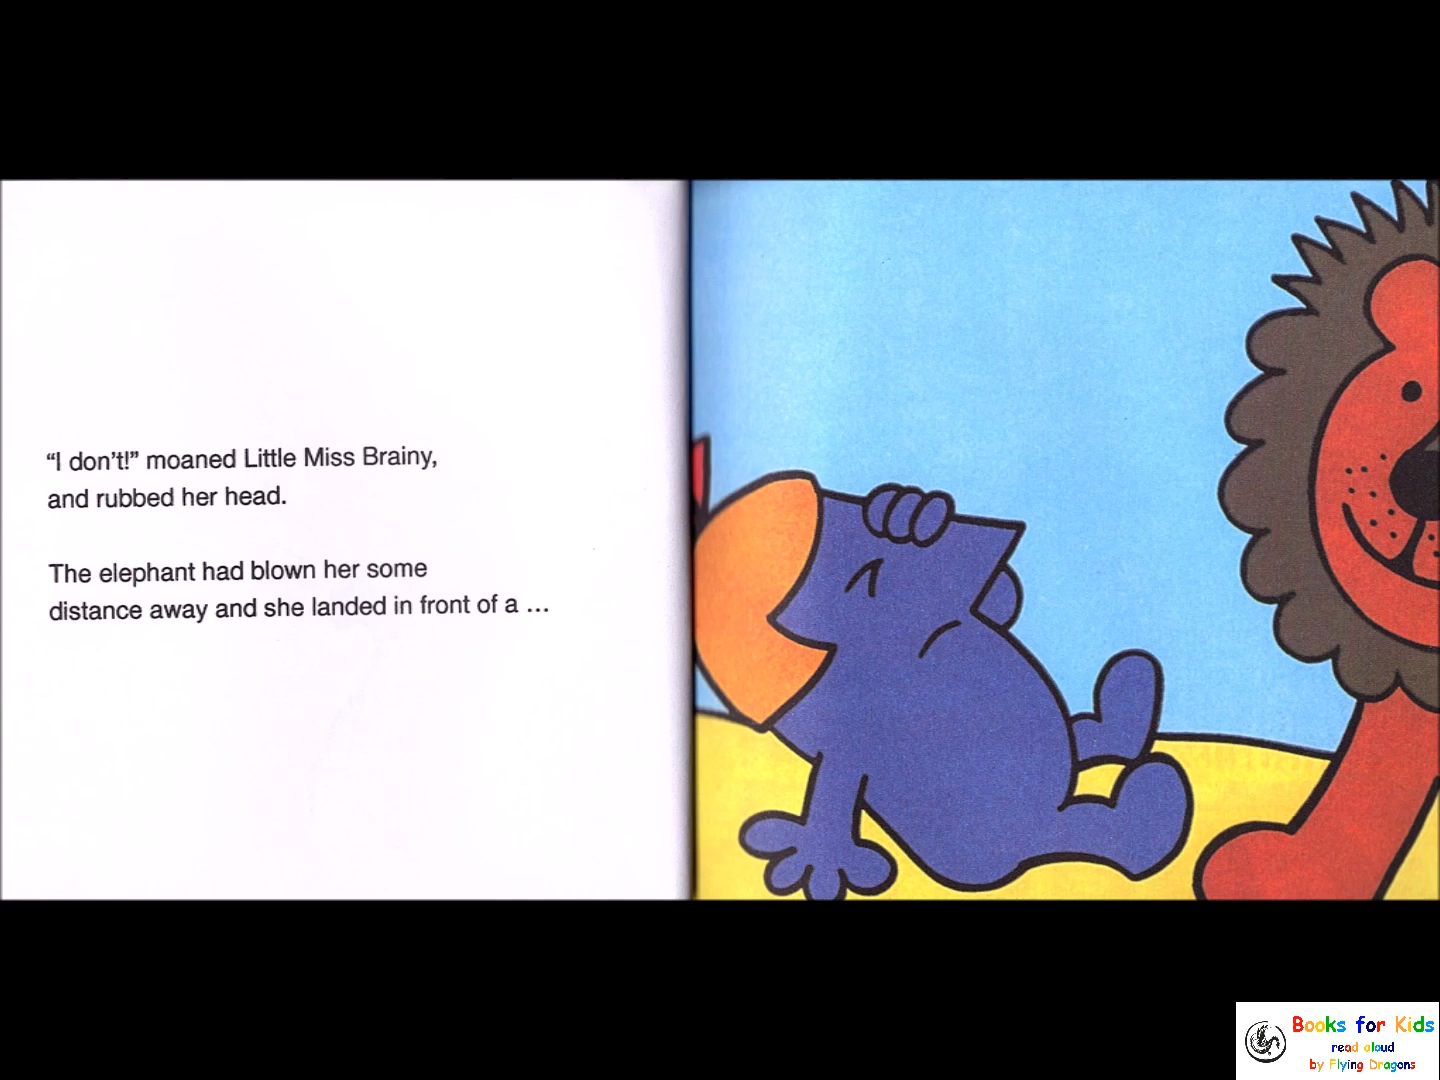 “I don’t!” moaned Little Miss Brainy,
and rubbed her head.
The elephant had blown her some
distance away and she landed in front of a ...
Books for Kids
read aloud
by Flying Dragons